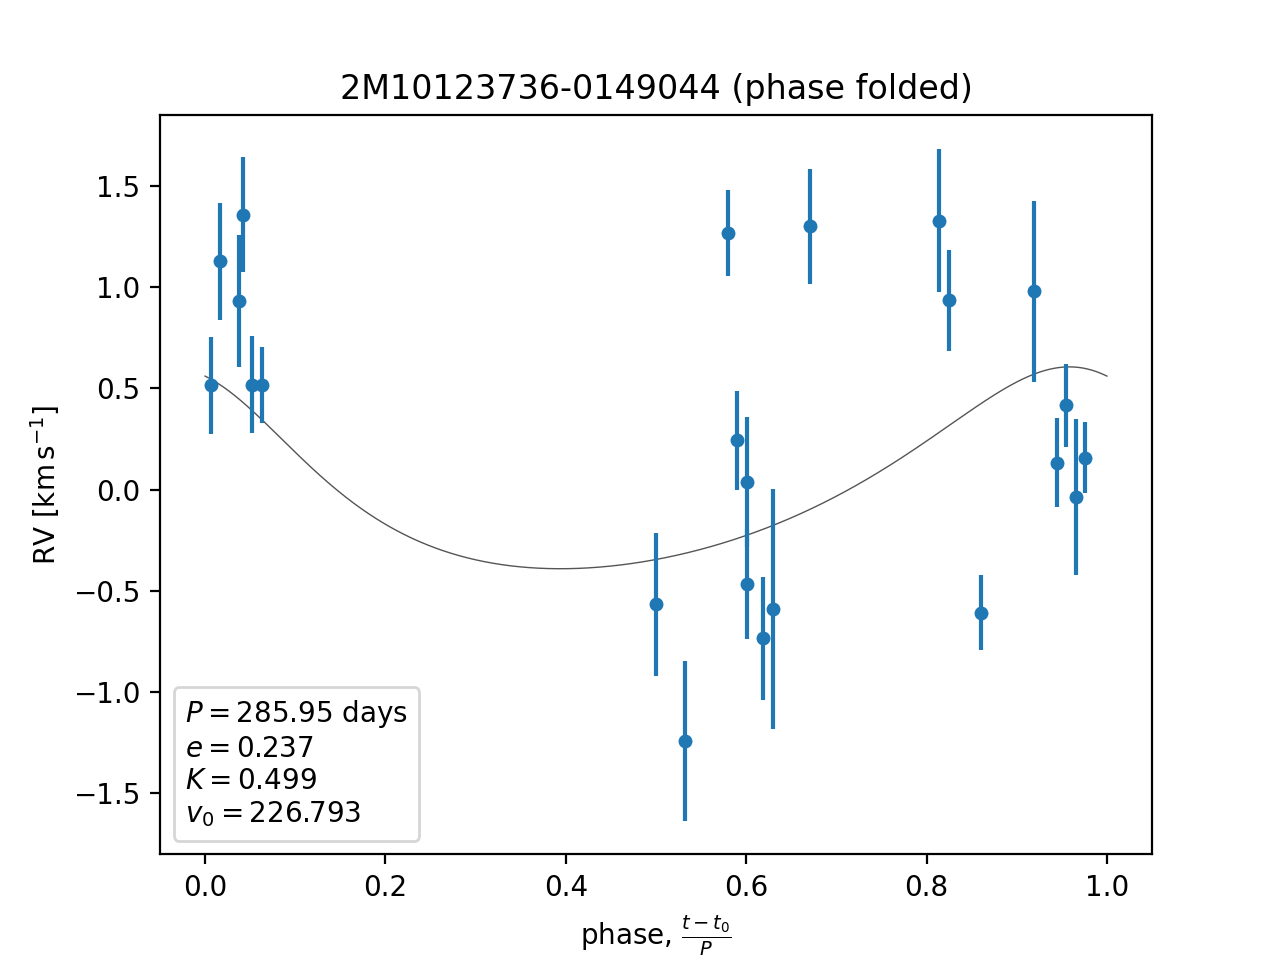 2M10123736-0149044 (phase folded)
RV [km s⁻¹]
1.5
1.0
0.5
0.0
−0.5
−1.0
−1.5
P = 285.95 days
e = 0.237
K = 0.499
v₀ = 226.793
0.0 0.2 0.4 0.6 0.8 1.0
phase, (t − t₀)/P